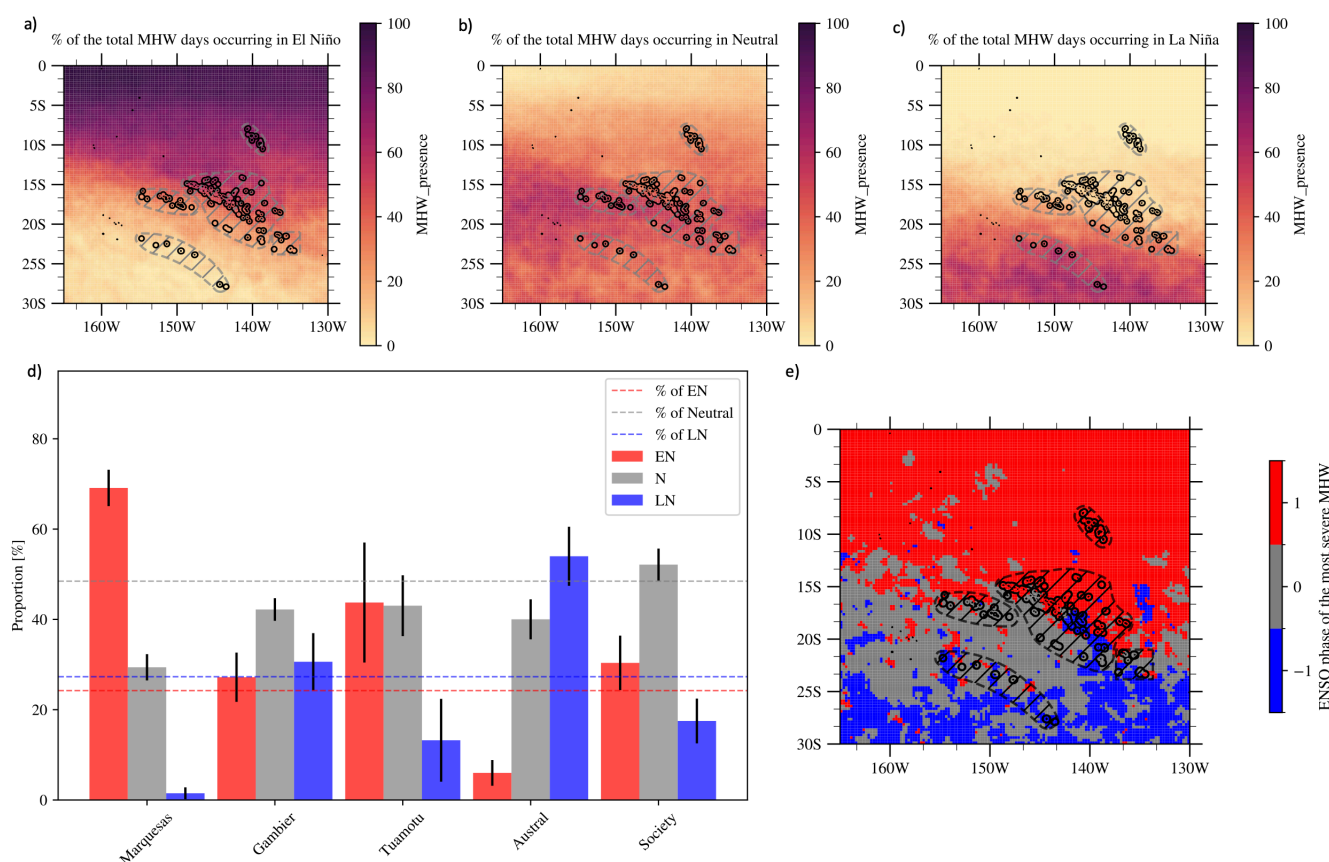 a)
% of the total MHW days occurring in El Niño
0
5S
10S
15S
20S
25S
30S
160W 150W 140W 130W
100
80
60
40
20
0
MHW_presence
b)
% of the total MHW days occurring in Neutral
0
5S
10S
15S
20S
25S
30S
160W 150W 140W 130W
100
80
60
40
20
0
MHW_presence
c)
% of the total MHW days occurring in La Niña
0
5S
10S
15S
20S
25S
30S
160W 150W 140W 130W
100
80
60
40
20
0
MHW_presence
d)
Proportion [%]
80
60
40
20
0
% of EN
% of Neutral
% of LN
EN
N
LN
Marquesas
Gambier
Tuamotu
Austral
Society
e)
0
5S
10S
15S
20S
25S
30S
160W 150W 140W 130W
1
0
−1
ENSO phase of the most severe MHW